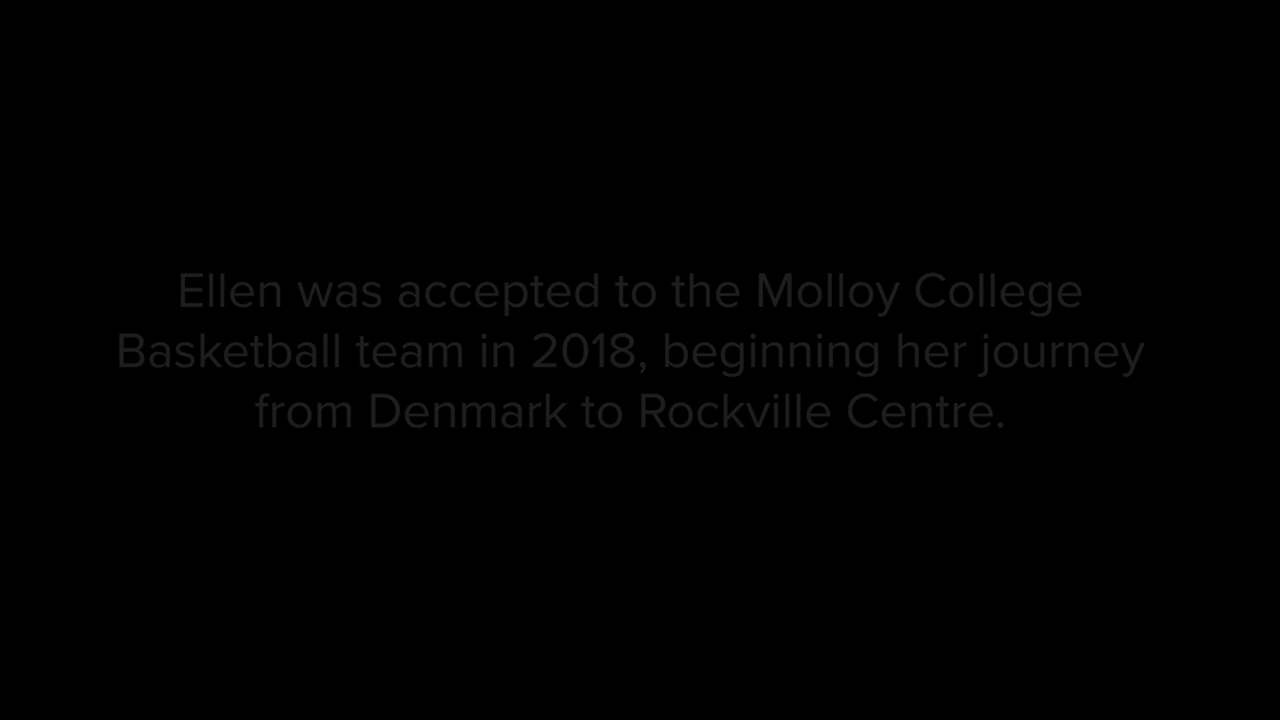 Ellen was accepted to the Molloy College
Basketball team in 2018, beginning her journey
from Denmark to Rockville Centre.